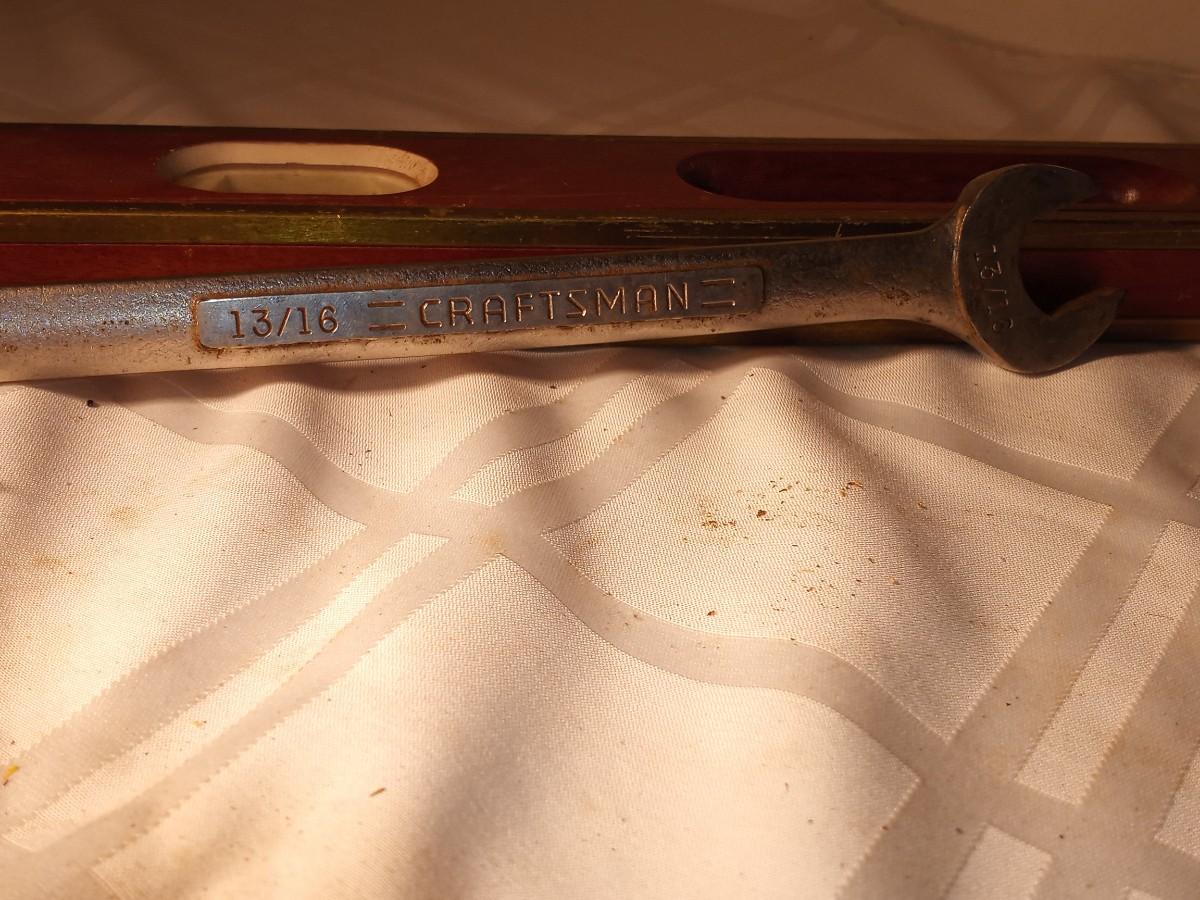 13/16 = CRAFTSMAN =
13/16